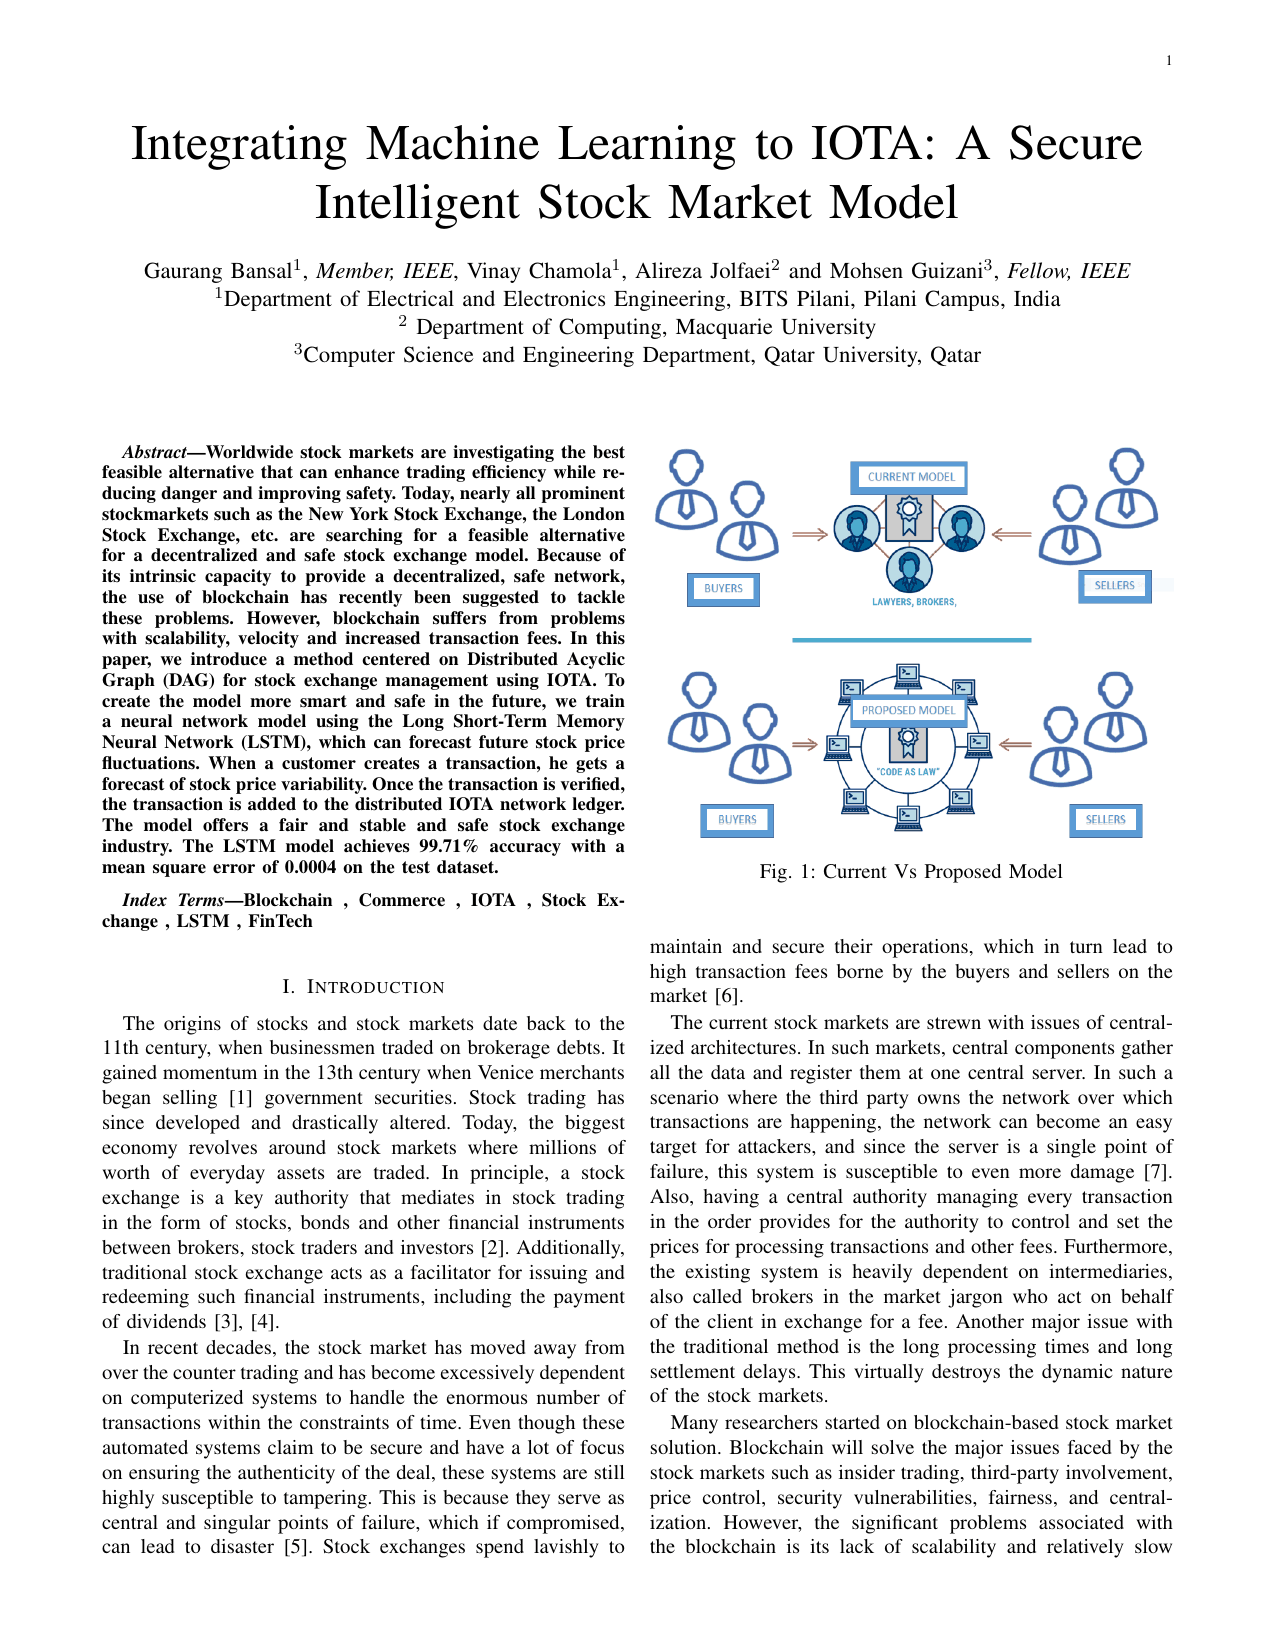 1
Integrating Machine Learning to IOTA: A Secure
Intelligent Stock Market Model
Gaurang Bansal1, Member, IEEE, Vinay Chamola1, Alireza Jolfaei2 and Mohsen Guizani3, Fellow, IEEE
1Department of Electrical and Electronics Engineering, BITS Pilani, Pilani Campus, India
2 Department of Computing, Macquarie University
3Computer Science and Engineering Department, Qatar University, Qatar
Abstract—Worldwide stock markets are investigating the best
feasible alternative that can enhance trading efficiency while re-
ducing danger and improving safety. Today, nearly all prominent
stockmarkets such as the New York Stock Exchange, the London
Stock Exchange, etc. are searching for a feasible alternative
for a decentralized and safe stock exchange model. Because of
its intrinsic capacity to provide a decentralized, safe network,
the use of blockchain has recently been suggested to tackle
these problems. However, blockchain suffers from problems
with scalability, velocity and increased transaction fees. In this
paper, we introduce a method centered on Distributed Acyclic
Graph (DAG) for stock exchange management using IOTA. To
create the model more smart and safe in the future, we train
a neural network model using the Long Short-Term Memory
Neural Network (LSTM), which can forecast future stock price
fluctuations. When a customer creates a transaction, he gets a
forecast of stock price variability. Once the transaction is verified,
the transaction is added to the distributed IOTA network ledger.
The model offers a fair and stable and safe stock exchange
industry. The LSTM model achieves 99.71% accuracy with a
mean square error of 0.0004 on the test dataset.
Index Terms—Blockchain , Commerce , IOTA , Stock Ex-
change , LSTM , FinTech
I. INTRODUCTION
The origins of stocks and stock markets date back to the
11th century, when businessmen traded on brokerage debts. It
gained momentum in the 13th century when Venice merchants
began selling [1] government securities. Stock trading has
since developed and drastically altered. Today, the biggest
economy revolves around stock markets where millions of
worth of everyday assets are traded. In principle, a stock
exchange is a key authority that mediates in stock trading
in the form of stocks, bonds and other financial instruments
between brokers, stock traders and investors [2]. Additionally,
traditional stock exchange acts as a facilitator for issuing and
redeeming such financial instruments, including the payment
of dividends [3], [4].
In recent decades, the stock market has moved away from
over the counter trading and has become excessively dependent
on computerized systems to handle the enormous number of
transactions within the constraints of time. Even though these
automated systems claim to be secure and have a lot of focus
on ensuring the authenticity of the deal, these systems are still
highly susceptible to tampering. This is because they serve as
central and singular points of failure, which if compromised,
can lead to disaster [5]. Stock exchanges spend lavishly to
CURRENT MODEL
BUYERS
SELLERS
LAWYERS, BROKERS,
PROPOSED MODEL
"CODE AS LAW"
BUYERS
SELLERS
Fig. 1: Current Vs Proposed Model
maintain and secure their operations, which in turn lead to
high transaction fees borne by the buyers and sellers on the
market [6].
The current stock markets are strewn with issues of central-
ized architectures. In such markets, central components gather
all the data and register them at one central server. In such a
scenario where the third party owns the network over which
transactions are happening, the network can become an easy
target for attackers, and since the server is a single point of
failure, this system is susceptible to even more damage [7].
Also, having a central authority managing every transaction
in the order provides for the authority to control and set the
prices for processing transactions and other fees. Furthermore,
the existing system is heavily dependent on intermediaries,
also called brokers in the market jargon who act on behalf
of the client in exchange for a fee. Another major issue with
the traditional method is the long processing times and long
settlement delays. This virtually destroys the dynamic nature
of the stock markets.
Many researchers started on blockchain-based stock market
solution. Blockchain will solve the major issues faced by the
stock markets such as insider trading, third-party involvement,
price control, security vulnerabilities, fairness, and central-
ization. However, the significant problems associated with
the blockchain is its lack of scalability and relatively slow